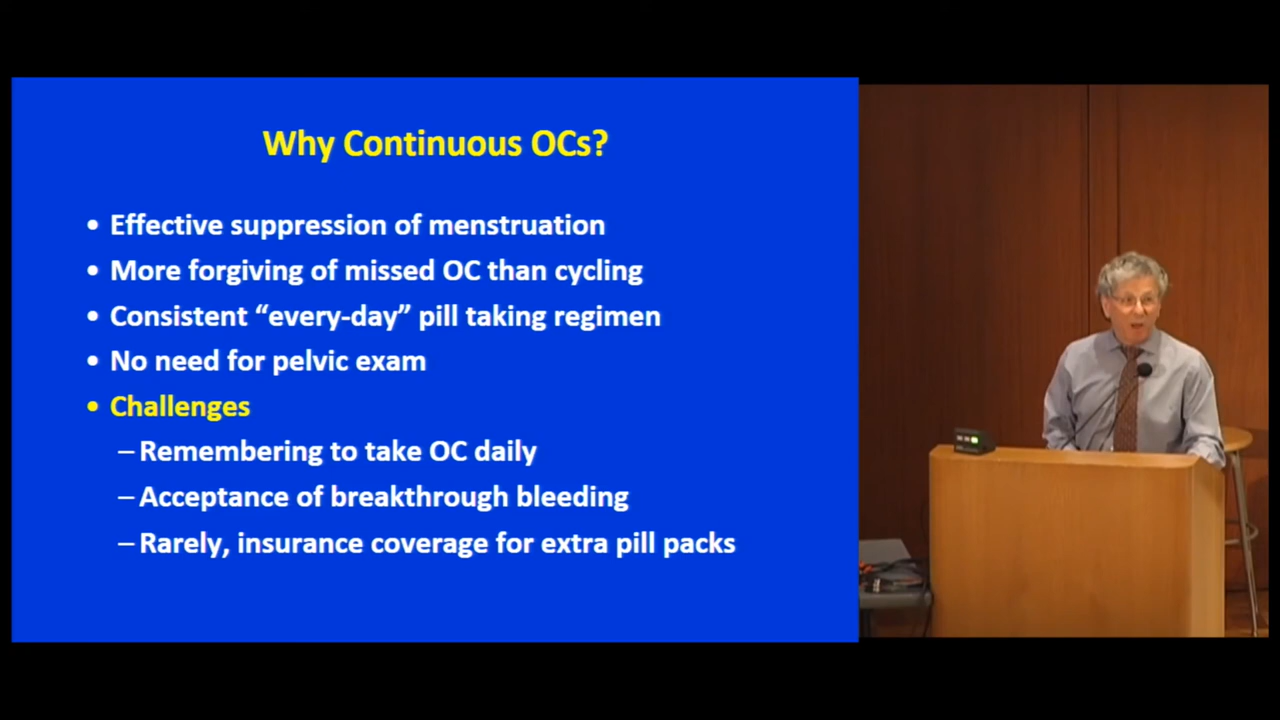 Why Continuous OCs?
• Effective suppression of menstruation
• More forgiving of missed OC than cycling
• Consistent “every-day” pill taking regimen
• No need for pelvic exam
• Challenges
– Remembering to take OC daily
– Acceptance of breakthrough bleeding
– Rarely, insurance coverage for extra pill packs